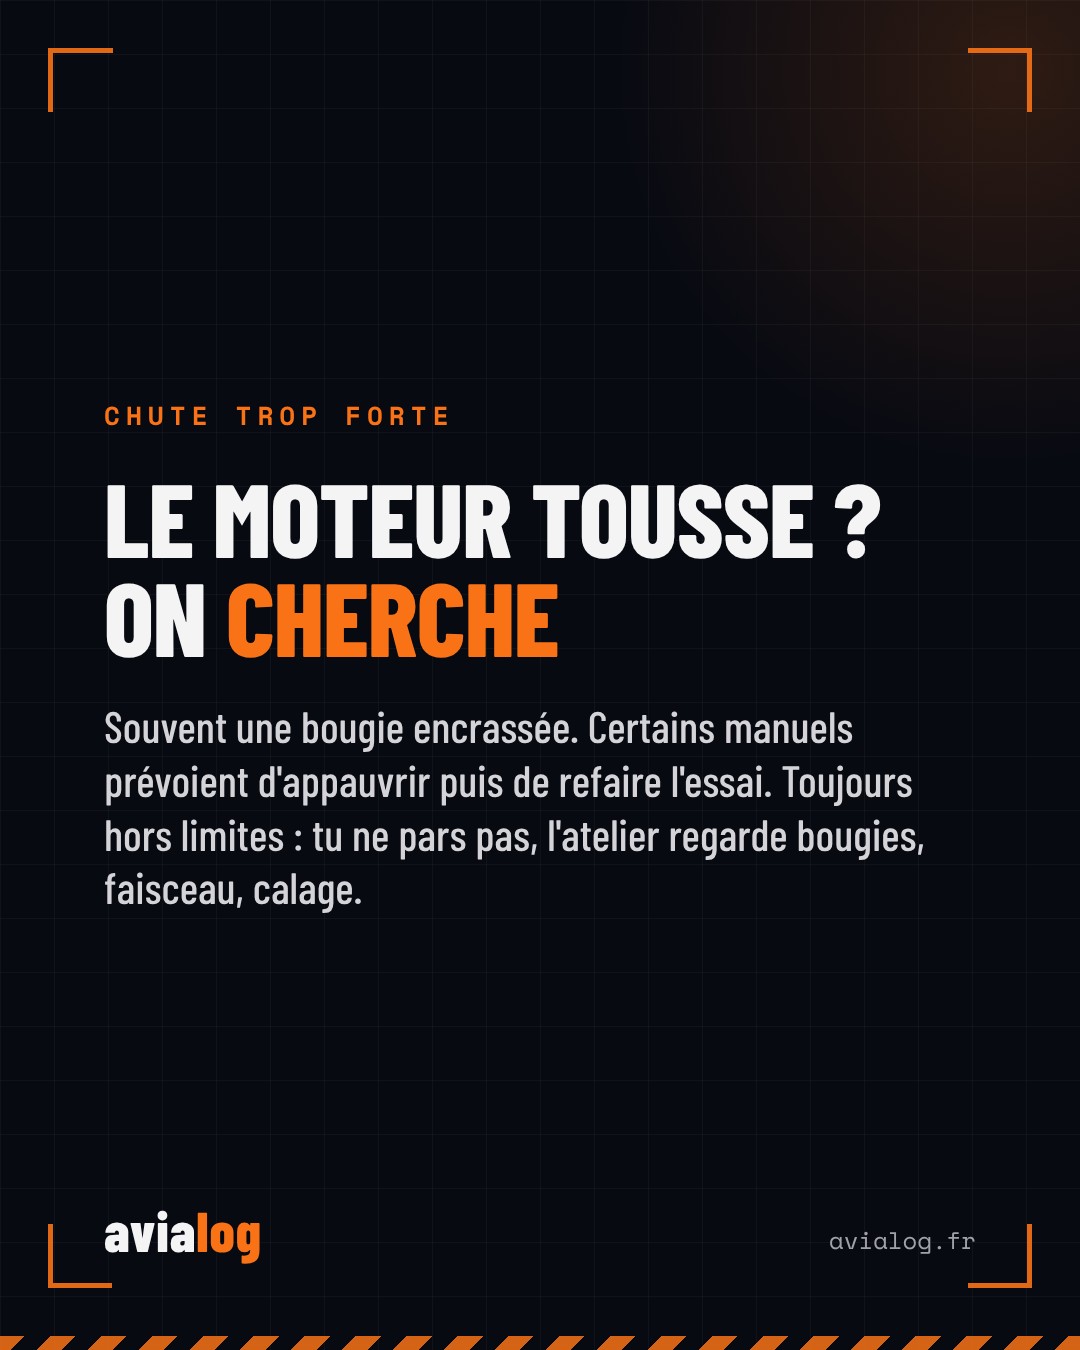 CHUTE TROP FORTE
LE MOTEUR TOUSSE ?
ON CHERCHE
Souvent une bougie encrassée. Certains manuels
prévoient d'appauvrir puis de refaire l'essai. Toujours
hors limites : tu ne pars pas, l'atelier regarde bougies,
faisceau, calage.
avialog
avialog.fr